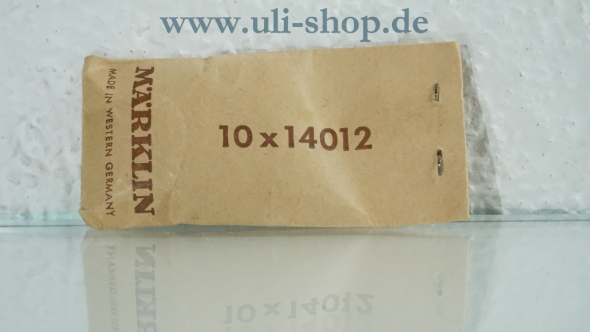 www.uli-shop.de
MÄRKLIN
MADE IN WESTERN GERMANY
10 x 14012